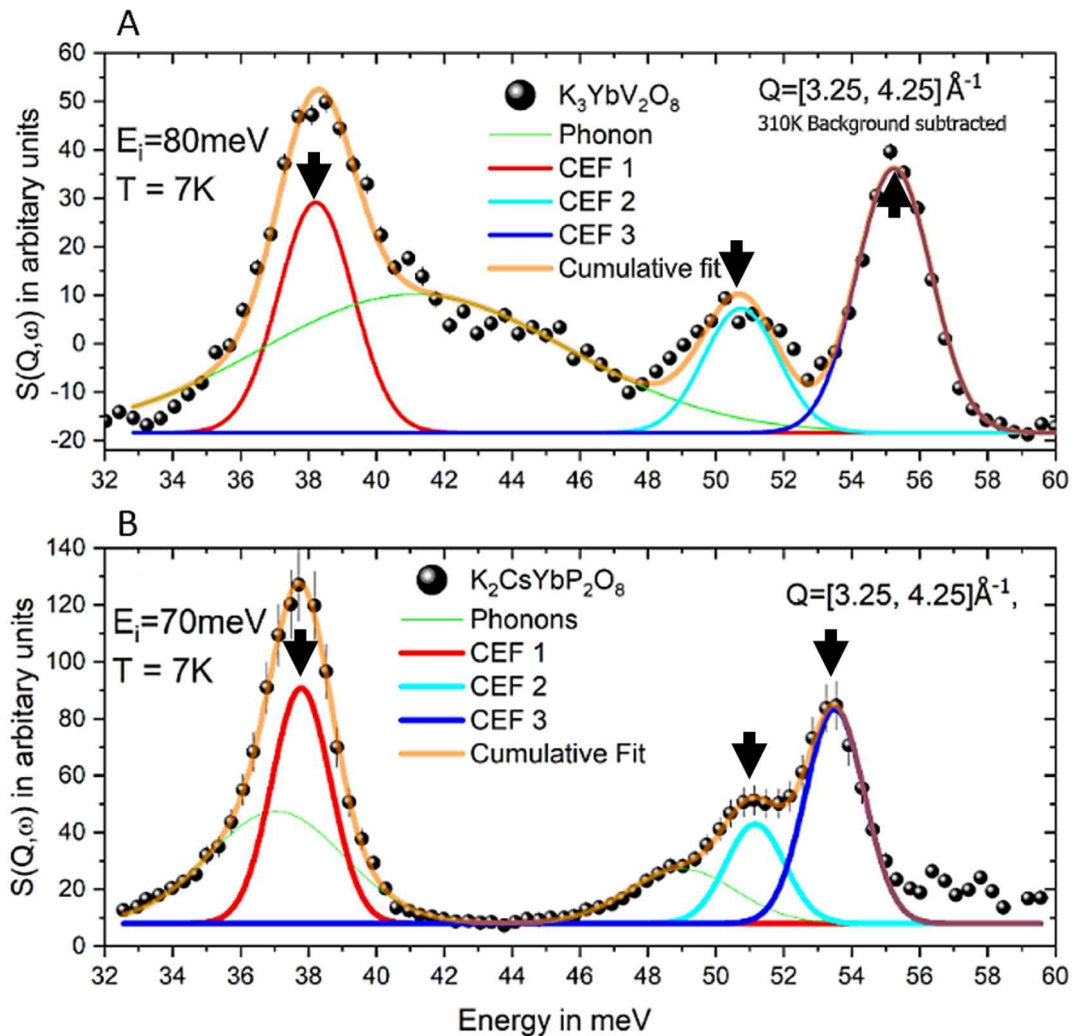 A
60
50
40
30
20
10
0
-10
-20
S(Q,ω) in arbitary units
E_i=80meV
T = 7K
K₃YbV₂O₈
Phonon
CEF 1
CEF 2
CEF 3
Cumulative fit
Q=[3.25, 4.25] Å⁻¹
310K Background subtracted
32 34 36 38 40 42 44 46 48 50 52 54 56 58 60
B
140
120
100
80
60
40
20
0
S(Q,ω) in arbitary units
E_i=70meV
T = 7K
K₂CsYbP₂O₈
Phonons
CEF 1
CEF 2
CEF 3
Cumulative Fit
Q=[3.25, 4.25]Å⁻¹,
32 34 36 38 40 42 44 46 48 50 52 54 56 58 60
Energy in meV